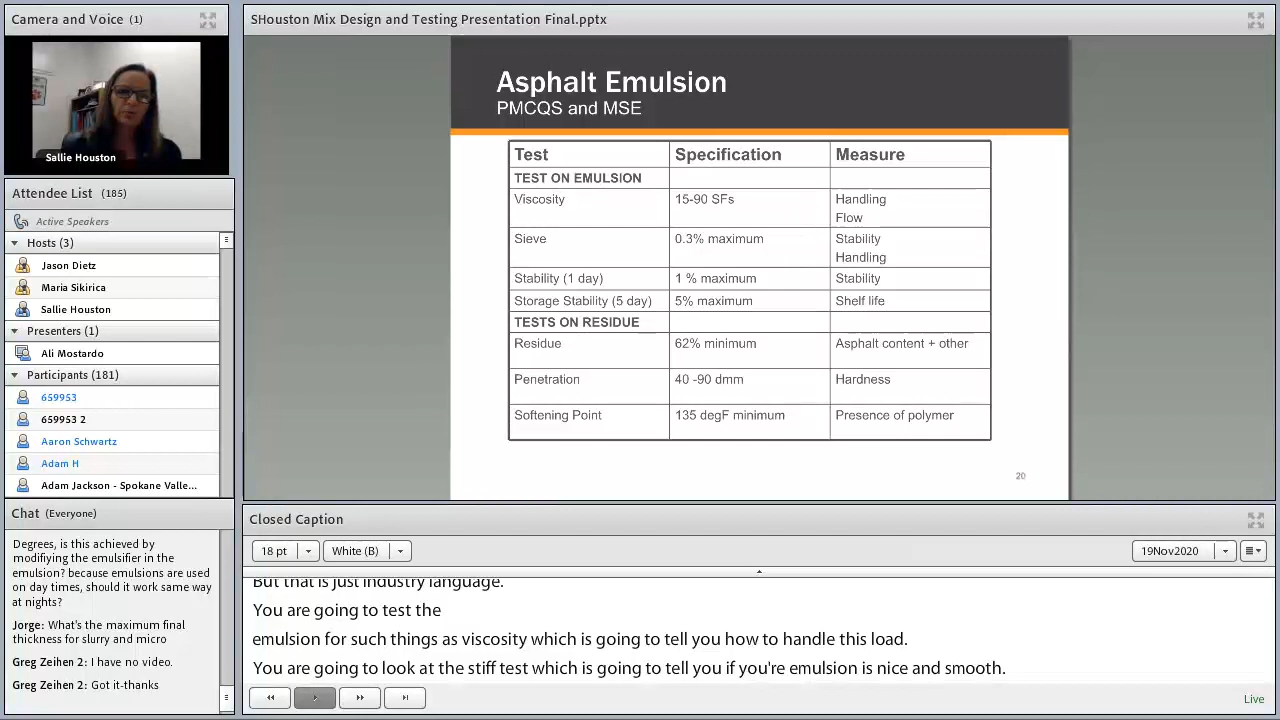 Camera and Voice (1)
Sallie Houston
Attendee List (185)
Active Speakers
Hosts (3)
Jason Dietz
Maria Sikirica
Sallie Houston
Presenters (1)
Ali Mostardo
Participants (181)
659953
659953 2
Aaron Schwartz
Adam H
Adam Jackson - Spokane Valle...
Chat (Everyone)
Degrees, is this achieved by
modifiying the emulsifier in the
emulsion? because emulsions are used
on day times, should it work same way
at nights?
Jorge: What's the maximum final
thickness for slurry and micro
Greg Zeihen 2: I have no video.
Greg Zeihen 2: Got it-thanks
SHouston Mix Design and Testing Presentation Final.pptx
Asphalt Emulsion
PMCQS and MSE
Test Specification Measure
TEST ON EMULSION
Viscosity 15-90 SFs Handling
Flow
Sieve 0.3% maximum Stability
Handling
Stability (1 day) 1 % maximum Stability
Storage Stability (5 day) 5% maximum Shelf life
TESTS ON RESIDUE
Residue 62% minimum Asphalt content + other
Penetration 40 -90 dmm Hardness
Softening Point 135 degF minimum Presence of polymer
20
Closed Caption
18 pt White (B) 19Nov2020
But that is just industry language.
You are going to test the
emulsion for such things as viscosity which is going to tell you how to handle this load.
You are going to look at the stiff test which is going to tell you if you're emulsion is nice and smooth.
Live